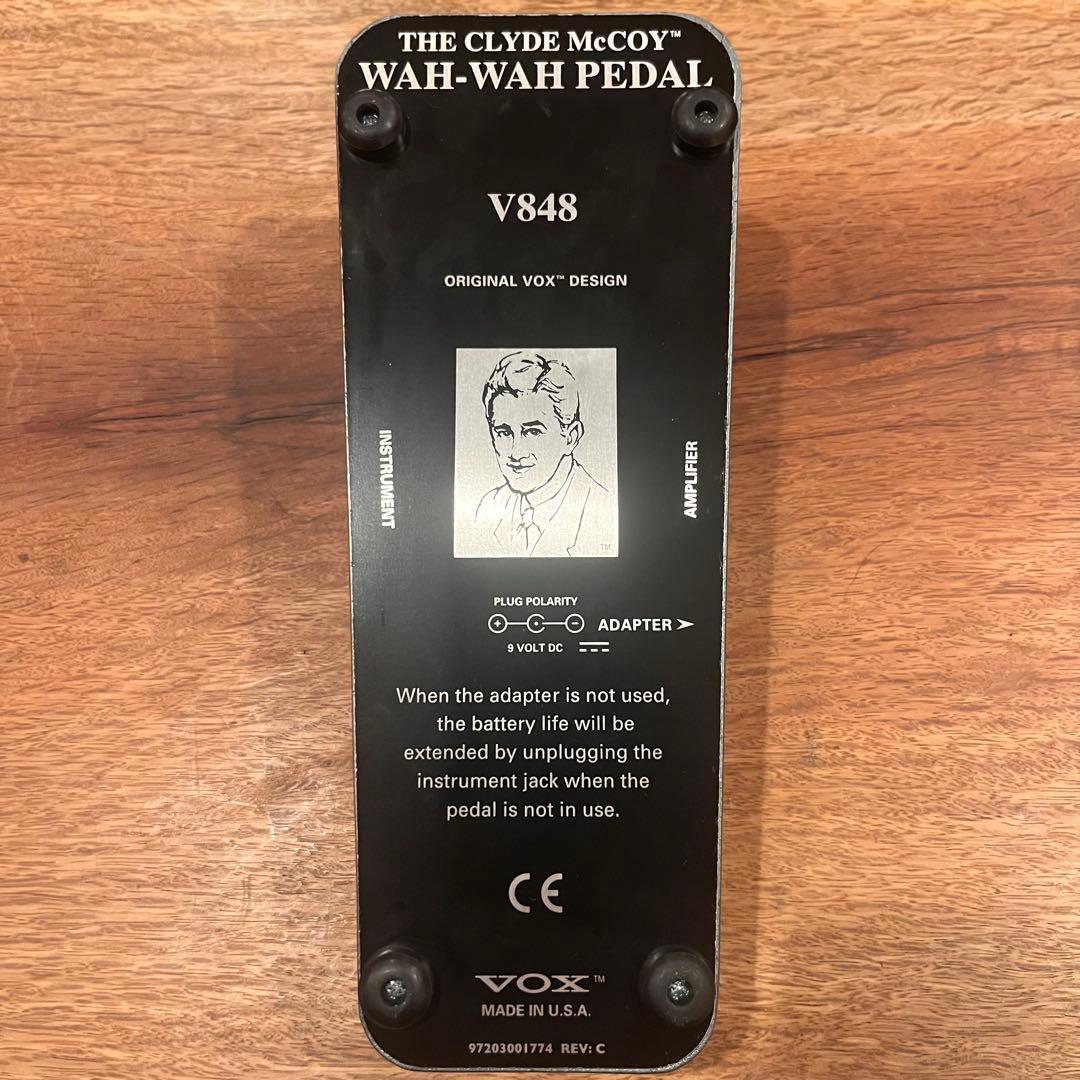 THE CLYDE McCOY™
WAH-WAH PEDAL
V848
ORIGINAL VOX™ DESIGN
INSTRUMENT
AMPLIFIER
TM
PLUG POLARITY
+ -
ADAPTER
9 VOLT DC
When the adapter is not used,
the battery life will be
extended by unplugging the
instrument jack when the
pedal is not in use.
CE
VOX™
MADE IN U.S.A.
97203001774 REV: C